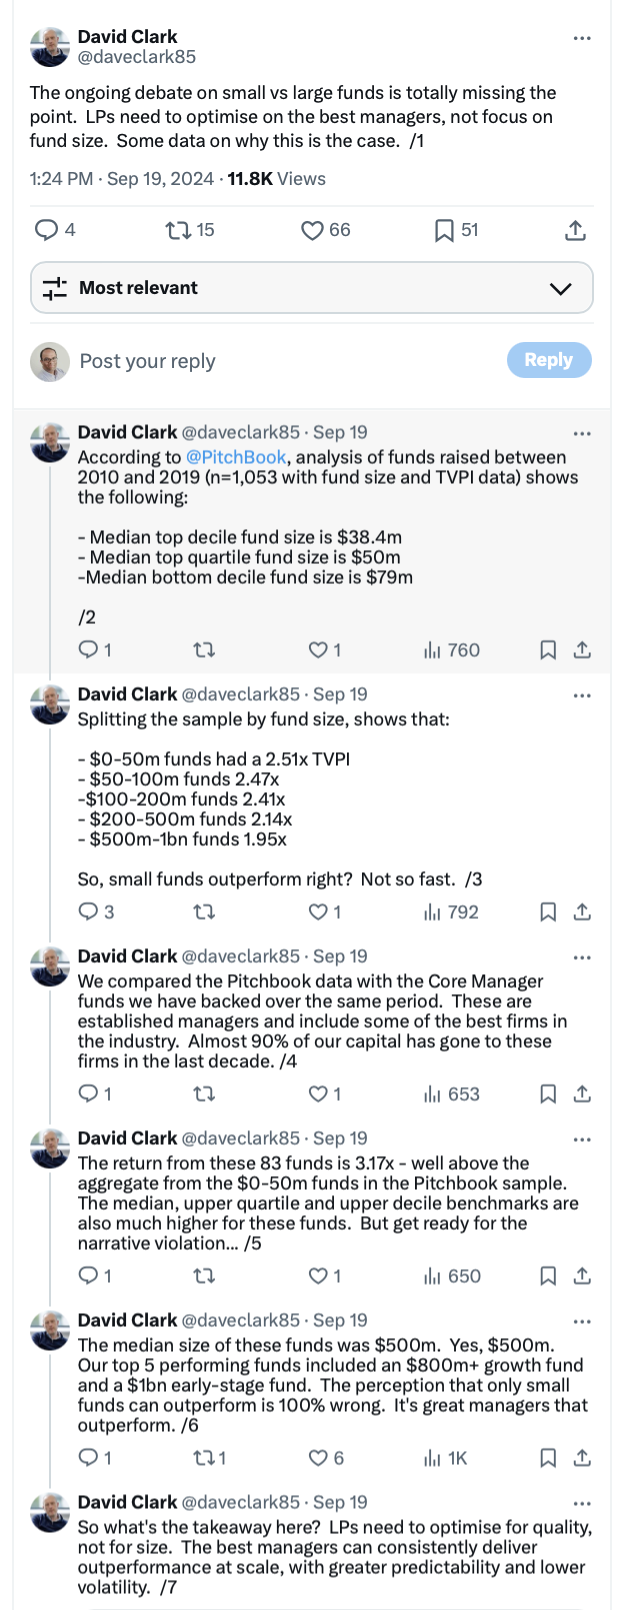 David Clark
@daveclark85
The ongoing debate on small vs large funds is totally missing the
point.  LPs need to optimise on the best managers, not focus on
fund size.  Some data on why this is the case.  /1
1:24 PM · Sep 19, 2024 · 11.8K Views
4 15 66 51
Most relevant
Post your reply
Reply
David Clark @daveclark85 · Sep 19
According to @PitchBook, analysis of funds raised between
2010 and 2019 (n=1,053 with fund size and TVPI data) shows
the following:
- Median top decile fund size is $38.4m
- Median top quartile fund size is $50m
-Median bottom decile fund size is $79m
/2
1 1 760
David Clark @daveclark85 · Sep 19
Splitting the sample by fund size, shows that:
- $0-50m funds had a 2.51x TVPI
- $50-100m funds 2.47x
-$100-200m funds 2.41x
- $200-500m funds 2.14x
- $500m-1bn funds 1.95x
So, small funds outperform right?  Not so fast.  /3
3 1 792
David Clark @daveclark85 · Sep 19
We compared the Pitchbook data with the Core Manager
funds we have backed over the same period.  These are
established managers and include some of the best firms in
the industry.  Almost 90% of our capital has gone to these
firms in the last decade. /4
1 1 653
David Clark @daveclark85 · Sep 19
The return from these 83 funds is 3.17x - well above the
aggregate from the $0-50m funds in the Pitchbook sample.
The median, upper quartile and upper decile benchmarks are
also much higher for these funds.  But get ready for the
narrative violation... /5
1 1 650
David Clark @daveclark85 · Sep 19
The median size of these funds was $500m.  Yes, $500m.
Our top 5 performing funds included an $800m+ growth fund
and a $1bn early-stage fund.  The perception that only small
funds can outperform is 100% wrong.  It's great managers that
outperform. /6
1 1 6 1K
David Clark @daveclark85 · Sep 19
So what's the takeaway here?  LPs need to optimise for quality,
not for size.  The best managers can consistently deliver
outperformance at scale, with greater predictability and lower
volatility.  /7